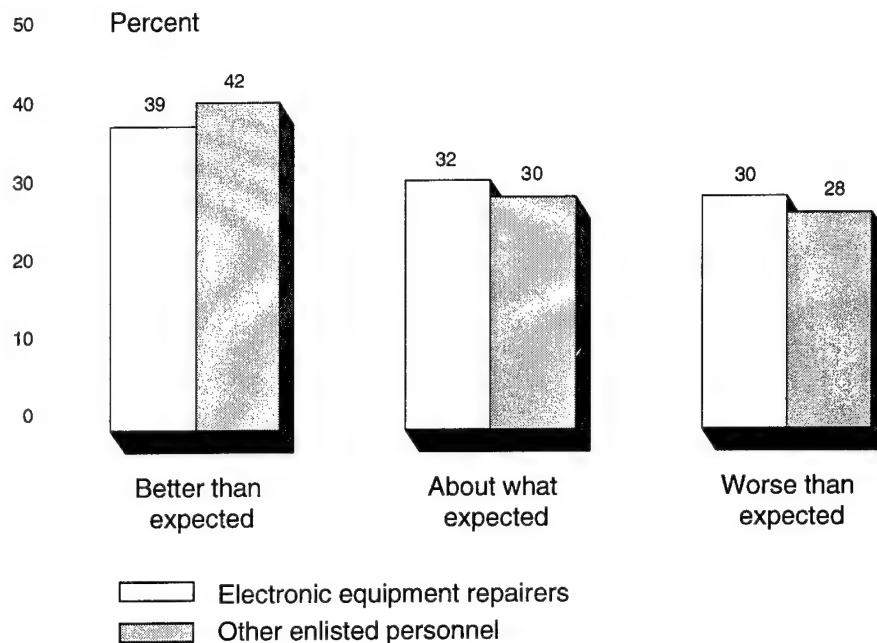 50 Percent
42
39
40
32
30
30
28
30
20
10
0
Better than
expected
About what
expected
Worse than
expected
Electronic equipment repairers
Other enlisted personnel